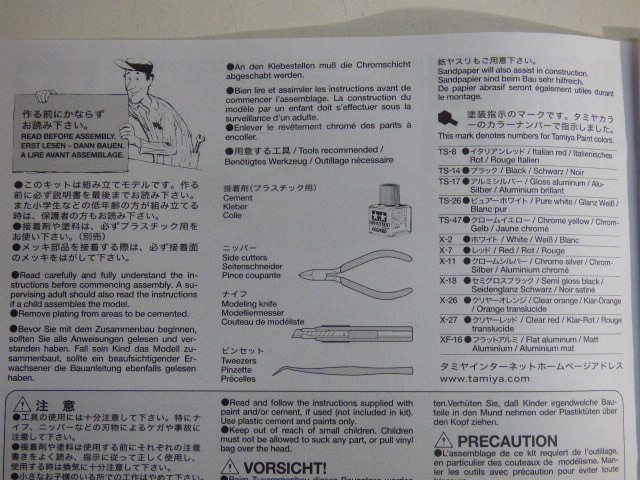 作る前にかならず
お読み下さい。
READ BEFORE ASSEMBLY.
ERST LESEN – DANN BAUEN.
A LIRE AVANT ASSEMBLAGE.
●このキットは組み立てモデルです。作る
前に必ず説明書を最後までお読み下さい。
また小学生などの低年齢の方が組み立てる
時は、保護者の方もお読み下さい。
●接着剤や塗料は、必ずプラスチック用を
お使い下さい。(別売)
●メッキ部品を接着する際は、必ず接着面
のメッキをはがして下さい。
●Read carefully and fully understand the in-
structions before commencing assembly. A su-
pervising adult should also read the instructions
if a child assembles the model.
●Remove plating from areas to be cemented.
●Bevor Sie mit dem Zusammenbau beginnen,
sollten Sie alle Anweisungen gelesen und ver-
standen haben. Falls ein Kind das Modell zu-
sammenbaut, sollte ein beaufsichtigender Er-
wachsener die Bauanleitung ebenfalls gelesen
haben.
●An den Klebestellen muß die Chromschicht
abgeschabt werden.
●Bien lire et assimiler les instructions avant de
commencer l'assemblage. La construction du
modèle par un enfant doit s'effectuer sous la
surveillance d'un adulte.
●Enlever le revêtement chromé des parts à
encoller.
●用意する工具 / Tools recommended /
Benötigtes Werkzeug / Outillage nécessaire
接着剤(プラスチック用)
Cement
Kleber
Colle
TAMIYA
ニッパー
Side cutters
Seitenschneider
Pince coupante
ナイフ
Modeling knife
Modelliermesser
Couteau de modéliste
ピンセット
Tweezers
Pinzette
Précelles
紙ヤスリもご用意下さい。
Sandpaper will also assist in construction.
Sandpapier sind beim Bau sehr hilfreich.
De papier abrasif seront également utiles durant
le montage.
塗装指示のマークです。タミヤカラ
ーのカラーナンバーで指示しました。
This mark denotes numbers for Tamiya Paint colors.
TS-8 ●イタリアンレッド / Italian red / Italienisches
Rot / Rouge Italien
TS-14 ●ブラック / Black / Schwarz / Noir
TS-17 ●アルミシルバー / Gloss aluminum / Alu-
Silber / Aluminium brillant
TS-26 ●ピュアーホワイト / Pure white / Glanz Weiß /
Blanc pur
TS-47 ●クロームイエロー / Chrome yellow / Chrom-
Gelb / Jaune chromé
X-2 ●ホワイト / White / Weiß / Blanc
X-7 ●レッド / Red / Rot / Rouge
X-11 ●クロームシルバー / Chrome silver / Chrom-
Silber / Aluminium chromé
X-18 ●セミグロスブラック / Semi gloss black /
Seidenglanz Schwarz / Noir satiné
X-26 ●クリヤーオレンジ / Clear orange / Klar-Orange
/ Orange translucide
X-27 ●クリヤーレッド / Clear red / Klar-Rot / Rouge
translucide
XF-16 ●フラットアルミ / Flat aluminum / Matt
Aluminium / Aluminium mat
タミヤインターネットホームページアドレス
www.tamiya.com
注意
●工具の使用には十分注意して下さい。特にナ
イフ、ニッパーなどの刃物によるケガや事故に
注意して下さい。
●接着剤や塗料は使用する前にそれぞれの注意
書きをよく読み、指示に従って正しく使用し、
使用する時は換気に十分注意して下さい。
●小さなお子様のいる所での工作はやめて下さい。
●Read and follow the instructions supplied with
paint and/or cement, if used (not included in kit).
Use plastic cement and paints only.
●Keep out of reach of small children. Children
must not be allowed to suck any part, or pull vinyl
bag over the head.
VORSICHT!
●Beim Zusammenbau dieses Bausatzes werden
ten.Verhüten Sie, daß Kinder irgendwelche Bau-
teile in den Mund nehmen oder Plastiktüten über
den Kopf ziehen.
PRECAUTION
●L'assemblage de ce kit requiert de l'outillage,
en particulier des couteaux de modélisme. Man-